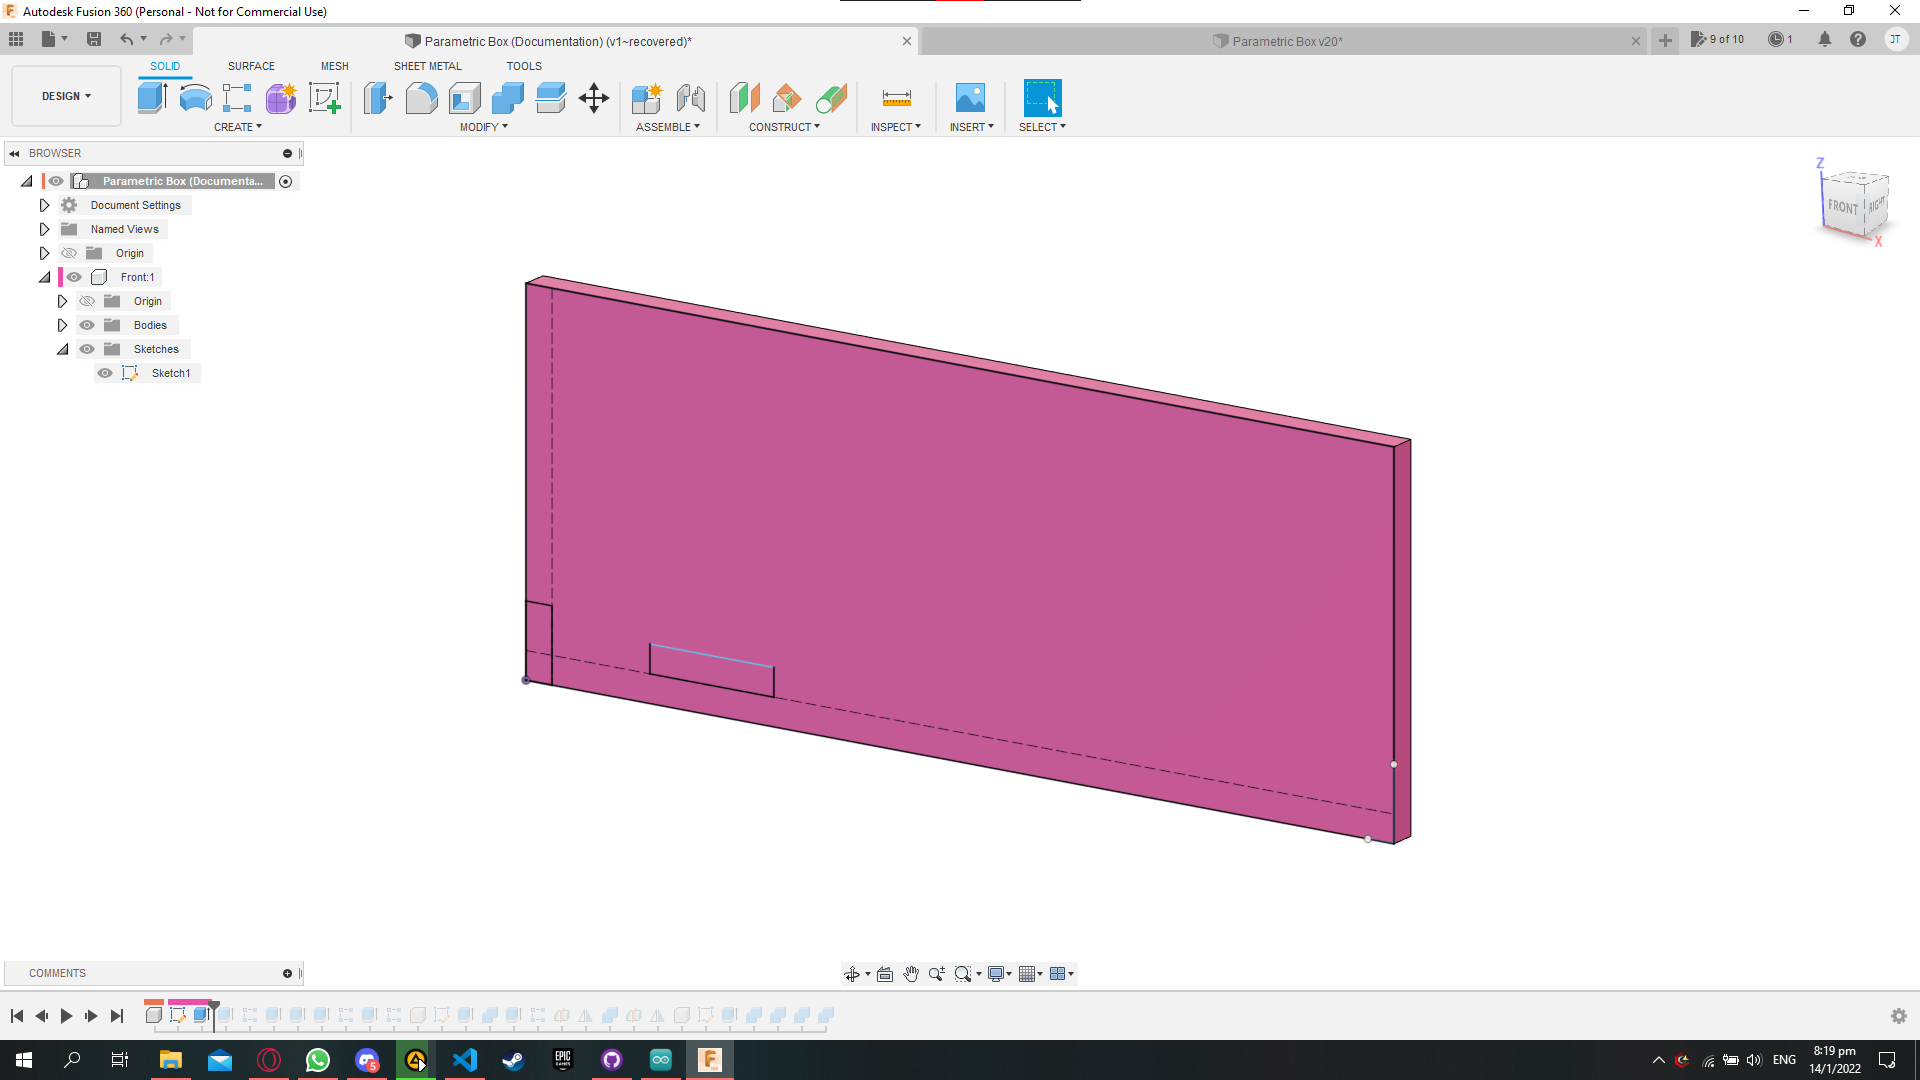 Autodesk Fusion 360 (Personal - Not for Commercial Use)
Parametric Box (Documentation) (v1~recovered)*
Parametric Box v20*
9 of 10
1
JT
DESIGN
SOLID
SURFACE
MESH
SHEET METAL
TOOLS
CREATE
MODIFY
ASSEMBLE
CONSTRUCT
INSPECT
INSERT
SELECT
BROWSER
Parametric Box (Documenta...
Document Settings
Named Views
Origin
Front:1
Origin
Bodies
Sketches
Sketch1
Z
FRONT
RIGHT
X
COMMENTS
5
EPIC
GAMES
ENG
8:19 pm
14/1/2022